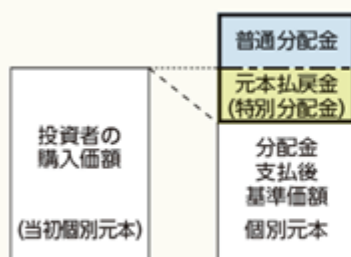 普通分配金
元本払戻金
(特別分配金)
投資者の
購入価額
(当初個別元本)
分配金
支払後
基準価額
個別元本